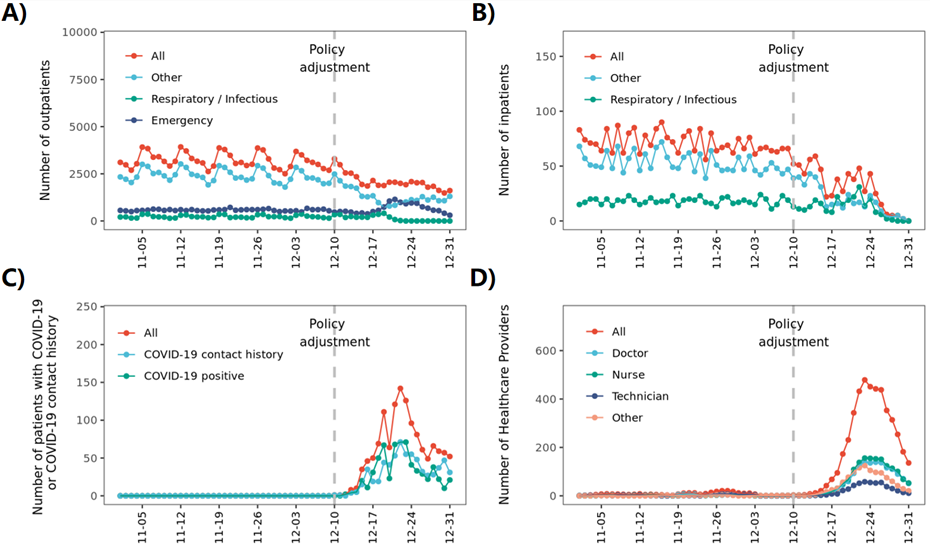 A)
Number of outpatients
10000
7500
5000
2500
0
All
Other
Respiratory / Infectious
Emergency
Policy
adjustment
11-05
11-12
11-19
11-26
12-03
12-10
12-17
12-24
12-31
B)
Number of inpatients
150
100
50
0
All
Other
Respiratory / Infectious
Policy
adjustment
11-05
11-12
11-19
11-26
12-03
12-10
12-17
12-24
12-31
C)
Number of patients with COVID-19
or COVID-19 contact history
250
200
150
100
50
0
All
COVID-19 contact history
COVID-19 positive
Policy
adjustment
11-05
11-12
11-19
11-26
12-03
12-10
12-17
12-24
12-31
D)
Number of Healthcare Providers
600
400
200
0
All
Doctor
Nurse
Technician
Other
Policy
adjustment
11-05
11-12
11-19
11-26
12-03
12-10
12-17
12-24
12-31